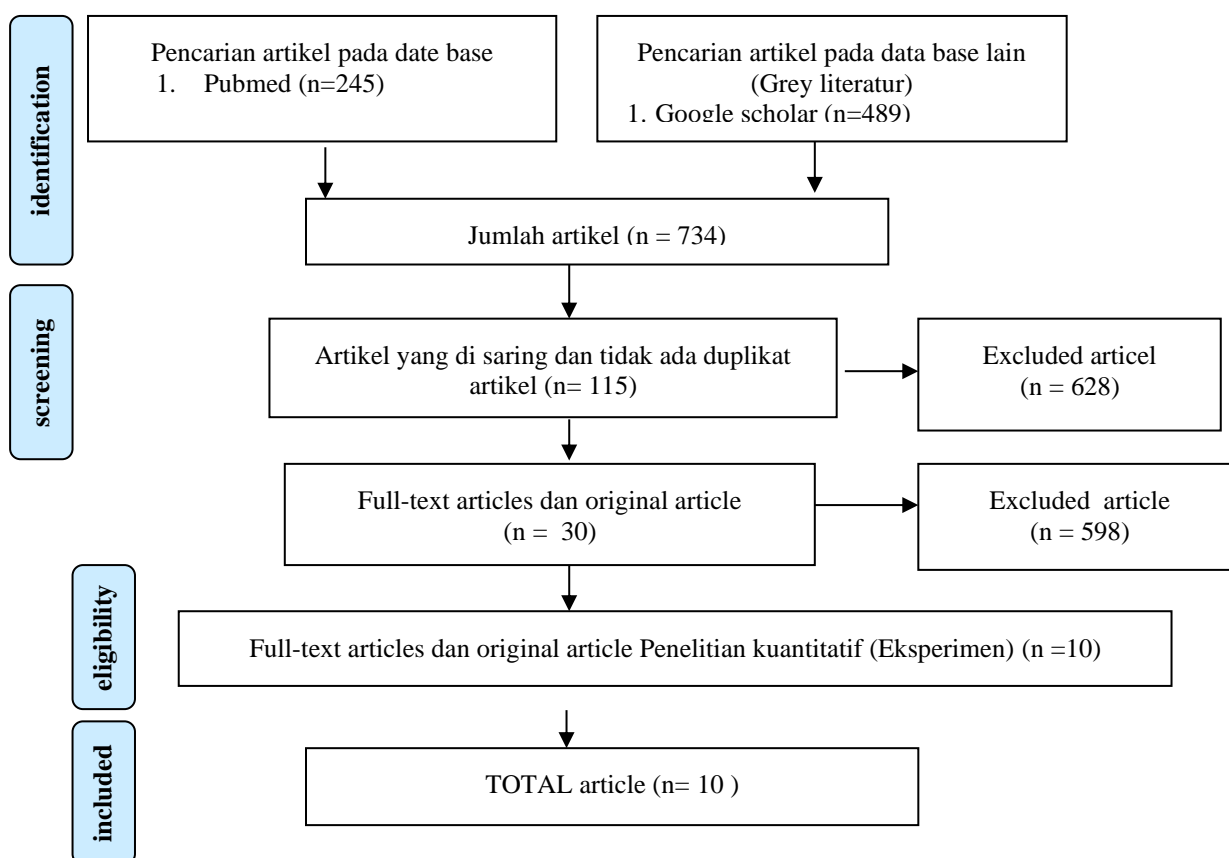 identification
Pencarian artikel pada date base
1. Pubmed (n=245)
Pencarian artikel pada data base lain
(Grey literatur)
1. Google scholar (n=489)
Jumlah artikel (n = 734)
screening
Artikel yang di saring dan tidak ada duplikat
artikel (n= 115)
Excluded articel
(n = 628)
Full-text articles dan original article
(n = 30)
Excluded article
(n = 598)
eligibility
Full-text articles dan original article Penelitian kuantitatif (Eksperimen) (n =10)
included
TOTAL article (n= 10 )